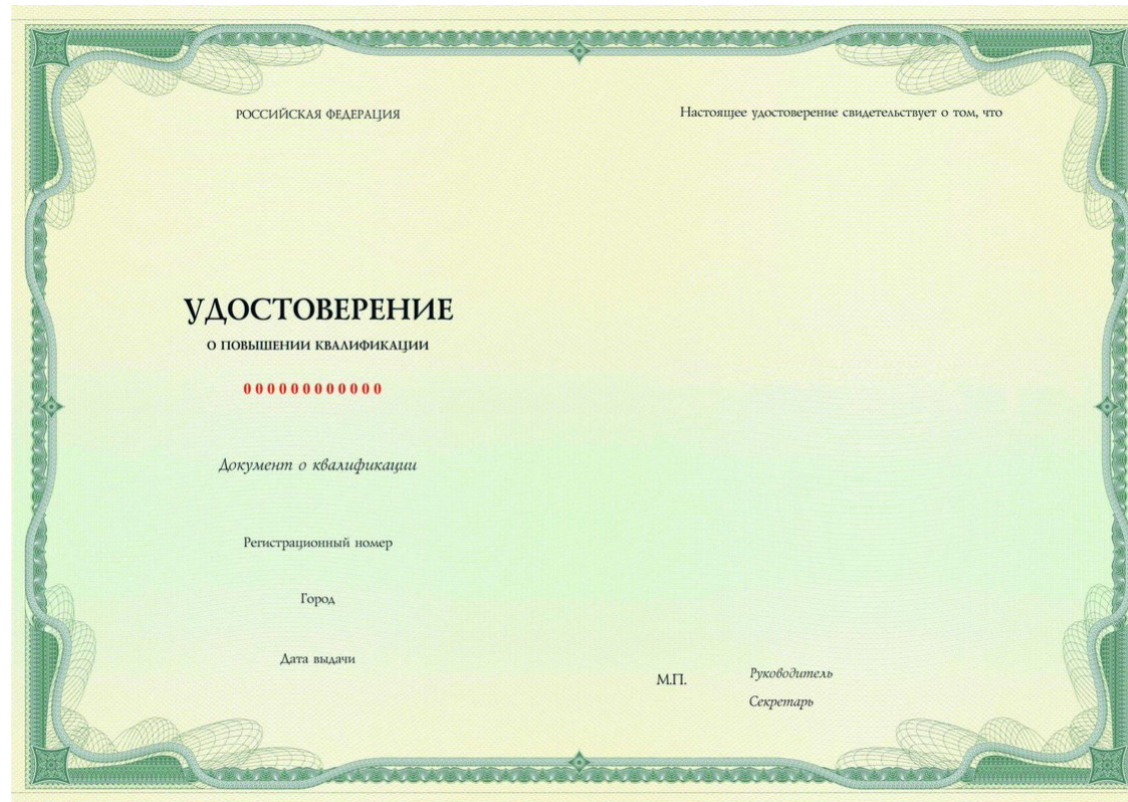 РОССИЙСКАЯ ФЕДЕРАЦИЯ
УДОСТОВЕРЕНИЕ
О ПОВЫШЕНИИ КВАЛИФИКАЦИИ
000000000000
Документ о квалификации
Регистрационный номер
Город
Дата выдачи
Настоящее удостоверение свидетельствует о том, что
М.П.
Руководитель
Секретарь